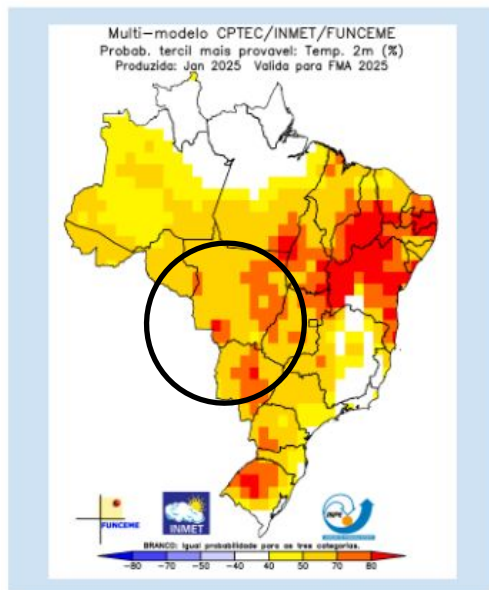 Multi-modelo CPTEC/INMET/FUNCEME
Probab. tercil mais provavel: Temp. 2m (%)
Produzida: Jan 2025 Valida para FMA 2025
FUNCEME
INMET
INPE
BRANCO: Igual probabilidade para as tres categorias.
-80 -70 -50 -40 40 50 70 80